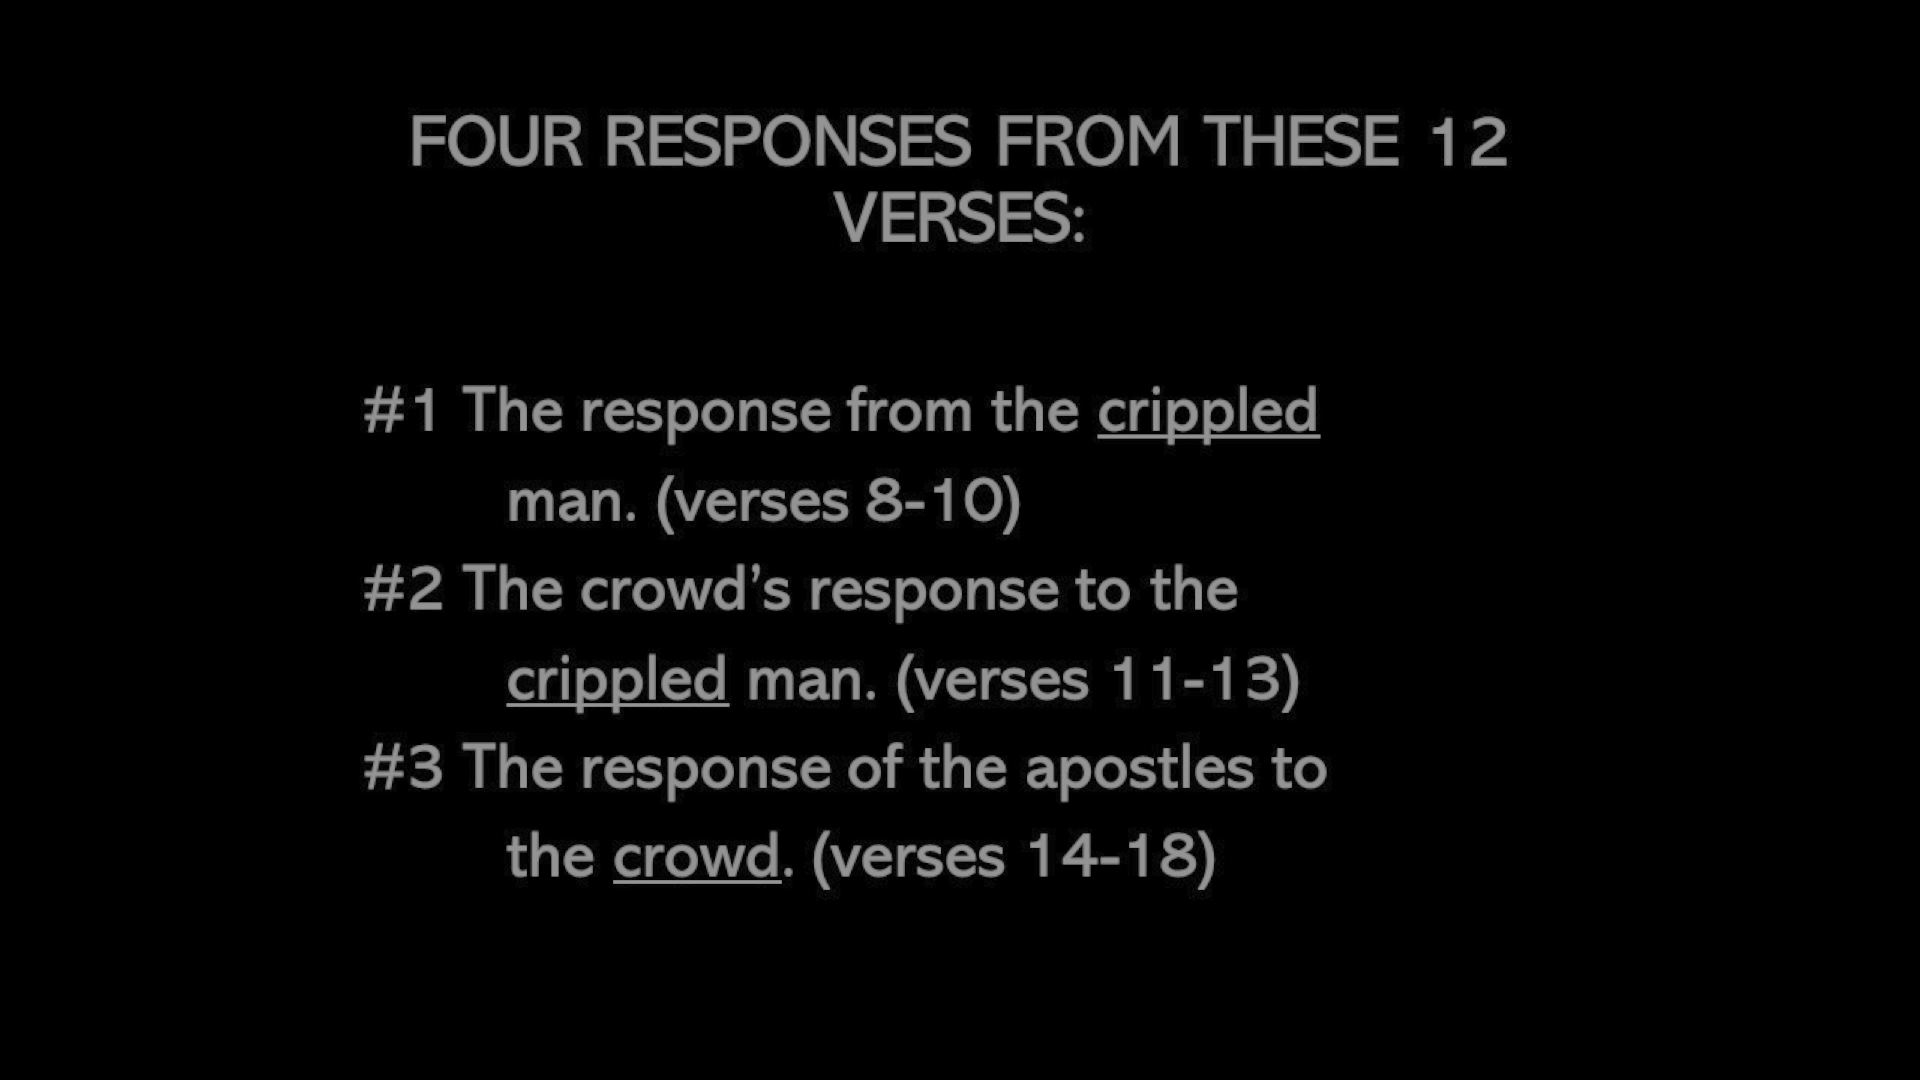 FOUR RESPONSES FROM THESE 12
VERSES:
#1 The response from the crippled
man. (verses 8-10)
#2 The crowd’s response to the
crippled man. (verses 11-13)
#3 The response of the apostles to
the crowd. (verses 14-18)